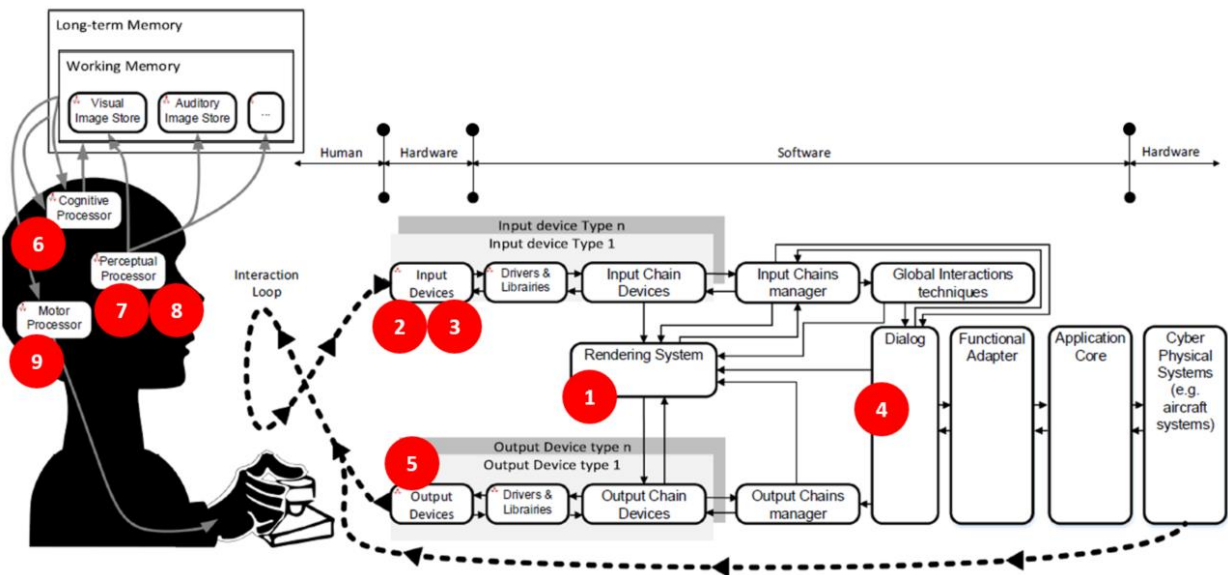 Long-term Memory
Working Memory
Visual
Image Store
Auditory
Image Store
...
Human
Hardware
Software
Hardware
Cognitive
Processor
6
Perceptual
Processor
7
8
Motor
Processor
9
Interaction
Loop
Input device Type n
Input device Type 1
Input
Devices
Drivers &
Librairies
Input Chain
Devices
Input Chains
manager
Global Interactions
techniques
2
3
Rendering System
1
Dialog
4
Functional
Adapter
Application
Core
Cyber
Physical
Systems
(e.g.
aircraft
systems)
Output Device type n
Output Device type 1
5
Output
Devices
Drivers &
Librairies
Output Chain
Devices
Output Chains
manager